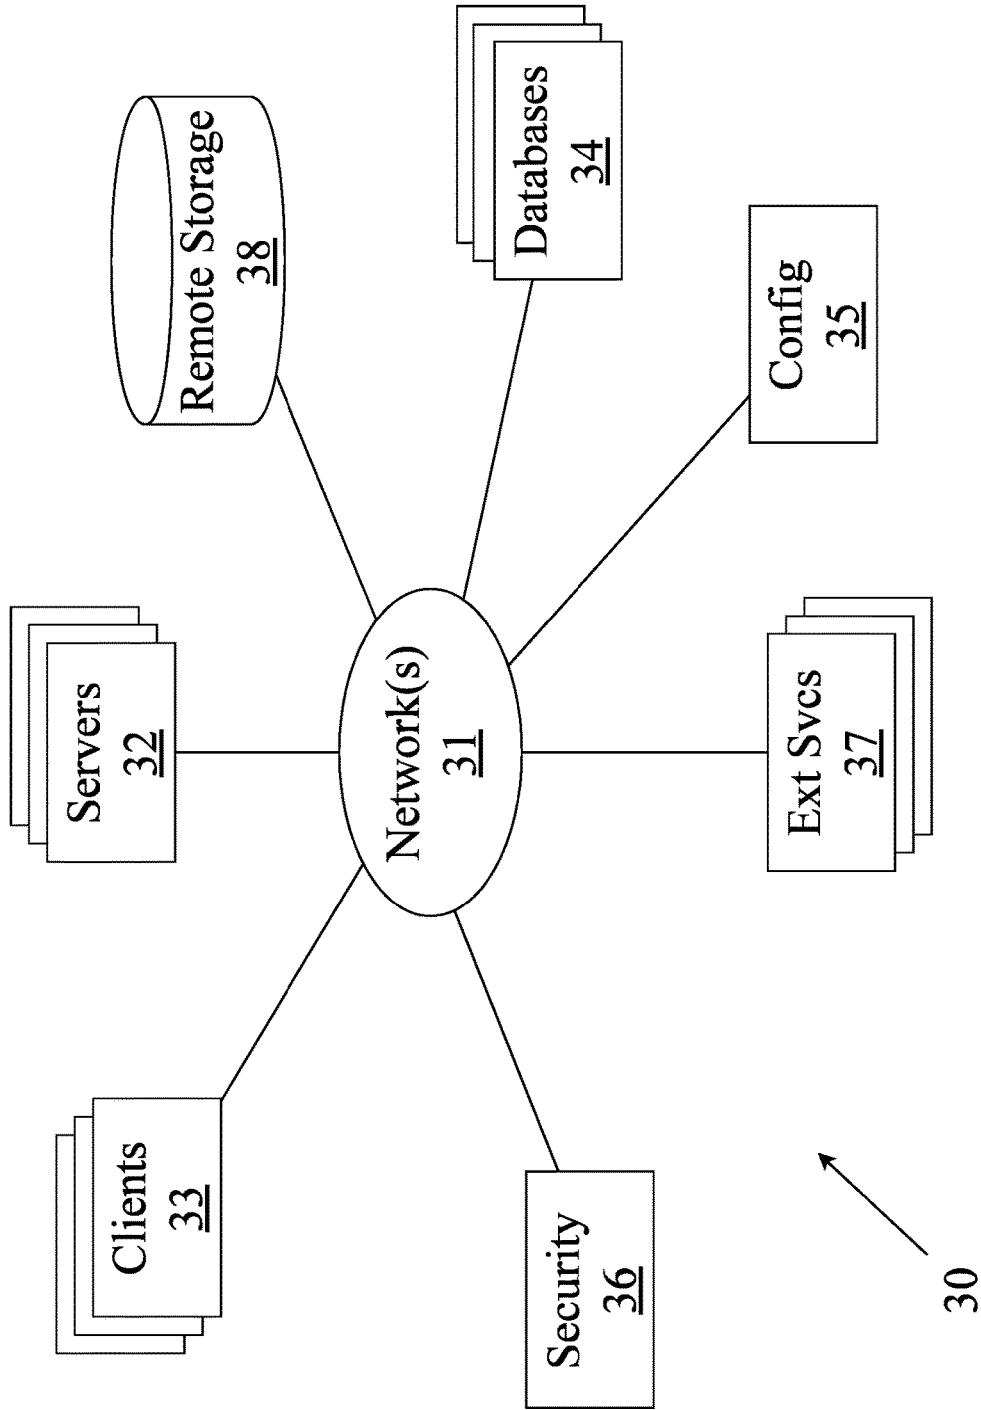 Clients
33
Servers
32
Remote Storage
38
Network(s)
31
Databases
34
Security
36
Ext Svcs
37
Config
35
30